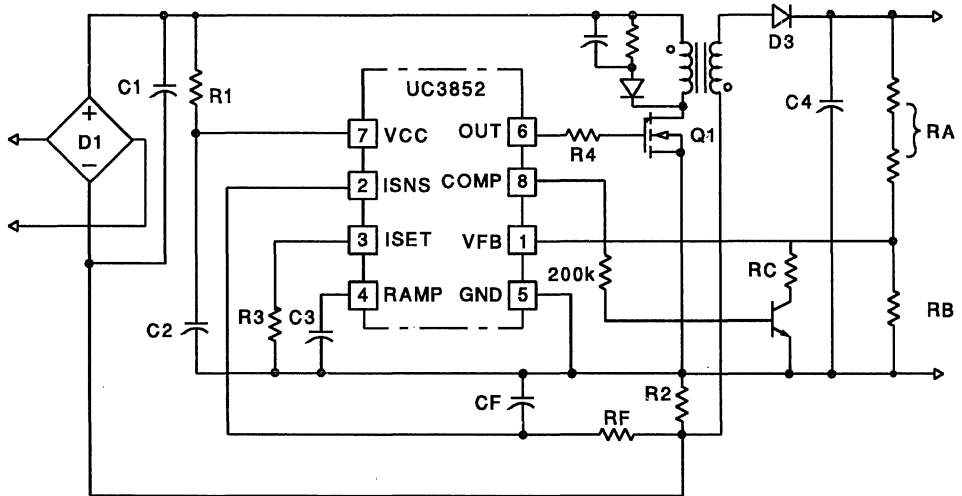 D3
C1
R1
UC3852
C4
RA
+
D1
−
7
VCC
OUT
6
R4
Q1
2
ISNS
COMP
8
3
ISET
VFB
1
200k
RC
4
RAMP
GND
5
R3
C3
C2
RB
CF
R2
RF